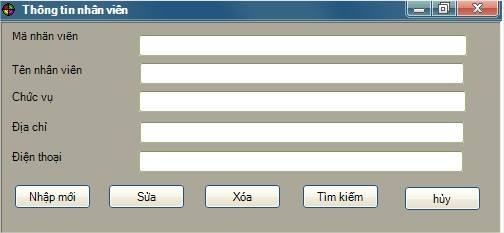 Thông tin nhân viên
Mã nhân viên
Tên nhân viên
Chức vụ
Địa chỉ
Điện thoại
Nhập mới
Sửa
Xóa
Tìm kiếm
hủy